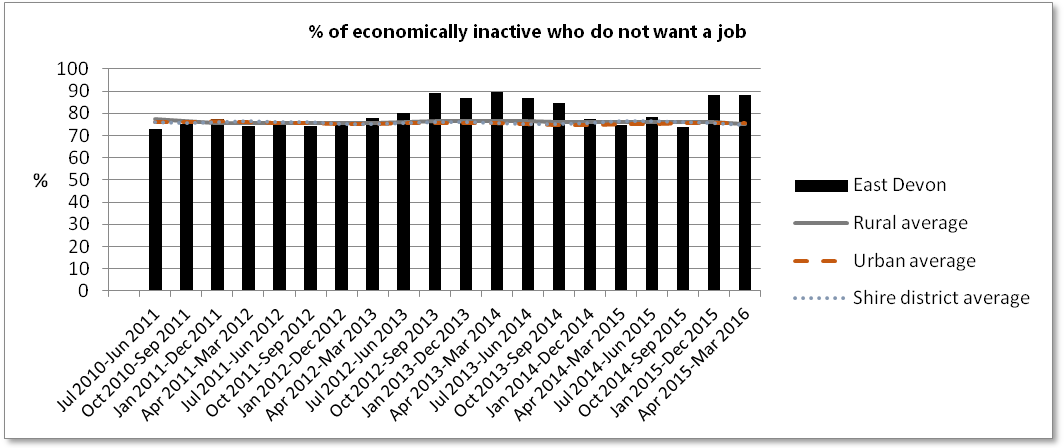 % of economically inactive who do not want a job
100
90
80
70
60
50
40
30
20
10
0
%
Jul 2010-Jun 2011
Oct 2010-Sep 2011
Jan 2011-Dec 2011
Apr 2011-Mar 2012
Jul 2011-Jun 2012
Oct 2011-Sep 2012
Jan 2012-Dec 2012
Apr 2012-Mar 2013
Jul 2012-Jun 2013
Oct 2012-Sep 2013
Jan 2013-Dec 2013
Apr 2013-Mar 2014
Jul 2013-Jun 2014
Oct 2013-Sep 2014
Jan 2014-Dec 2014
Apr 2014-Mar 2015
Jul 2014-Jun 2015
Oct 2014-Sep 2015
Jan 2015-Dec 2015
Apr 2015-Mar 2016
East Devon
Rural average
Urban average
Shire district average